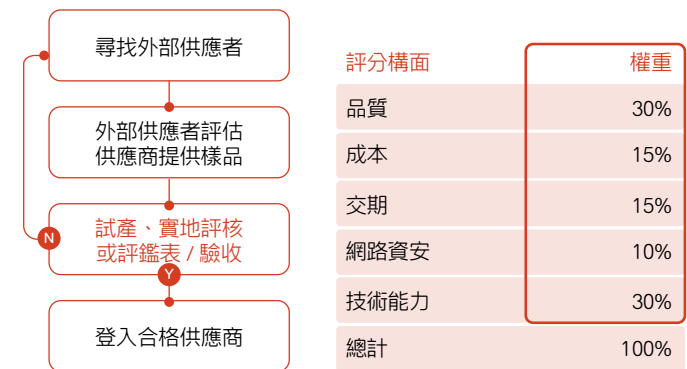 尋找外部供應者
外部供應者評估
供應商提供樣品
試產、實地評核
或評鑑表 / 驗收
N
Y
登入合格供應商
評分構面 權重
品質 30%
成本 15%
交期 15%
網路資安 10%
技術能力 30%
總計 100%